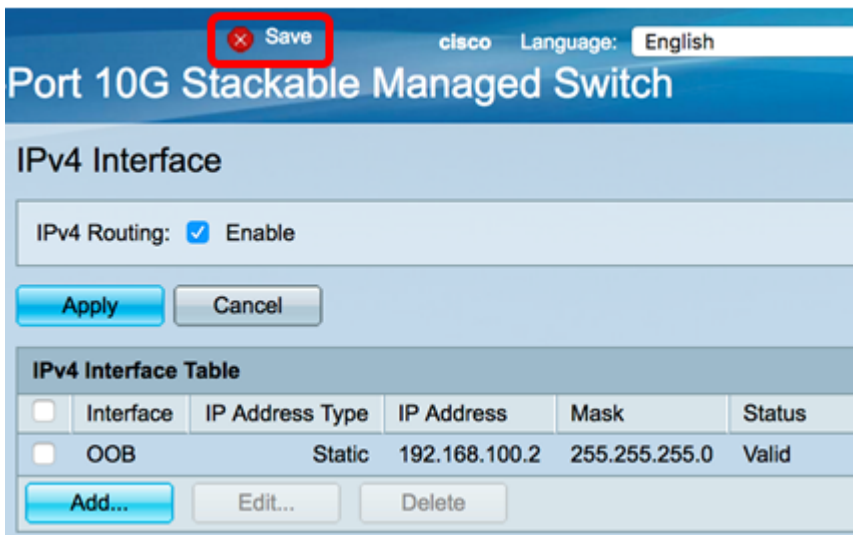 Save cisco Language: English
Port 10G Stackable Managed Switch
IPv4 Interface
IPv4 Routing: Enable
Apply Cancel
IPv4 Interface Table
Interface IP Address Type IP Address Mask Status
OOB Static 192.168.100.2 255.255.255.0 Valid
Add... Edit... Delete